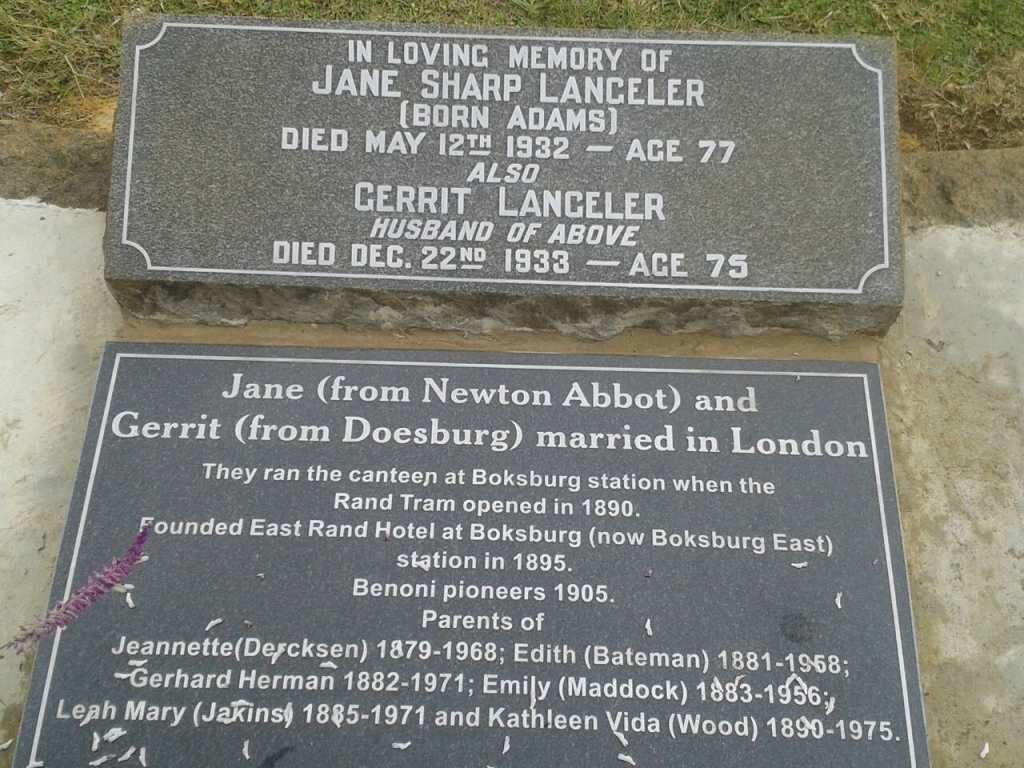 IN LOVING MEMORY OF
JANE SHARP LANGELER
(BORN ADAMS)
DIED MAY 12TH 1932 — AGE 77
ALSO
GERRIT LANGELER
HUSBAND OF ABOVE
DIED DEC. 22ND 1933 — AGE 75
Jane (from Newton Abbot) and
Gerrit (from Doesburg) married in London
They ran the canteen at Boksburg station when the
Rand Tram opened in 1890.
Founded East Rand Hotel at Boksburg (now Boksburg East)
station in 1895.
Benoni pioneers 1905.
Parents of
Jeannette(Dercksen) 1879-1968; Edith (Bateman) 1881-1958;
Gerhard Herman 1882-1971; Emily (Maddock) 1883-1956;
Leah Mary (Jakins) 1885-1971 and Kathleen Vida (Wood) 1890-1975.